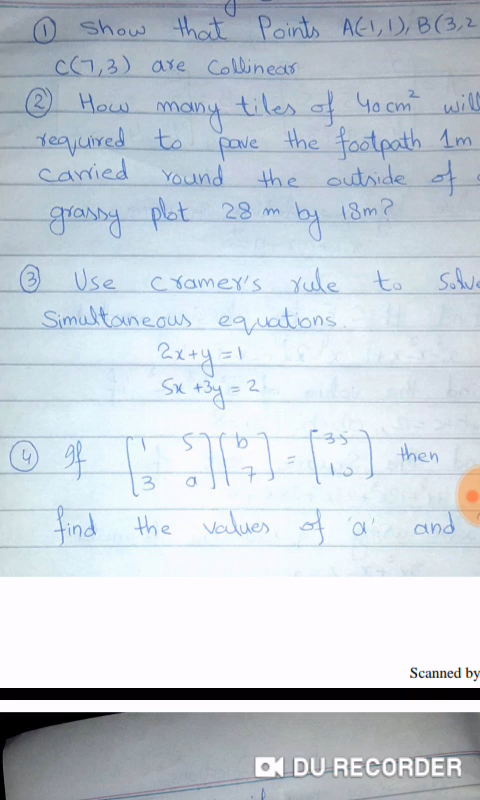 ① Show that Points A(-1,1), B(3,2
C(7,3) are Collinear
② How many tiles of 40cm² will
required to pave the footpath 1m
carried round the outside of
grassy plot 28 m by 18m?
③ Use cramer's rule to Solve
Simultaneous equations.
2x+y=1
5x+3y=2
④ If [1 5] [b] = [35] then
[3 a] [7] [10]
find the values of 'a' and
Scanned by
DU RECORDER